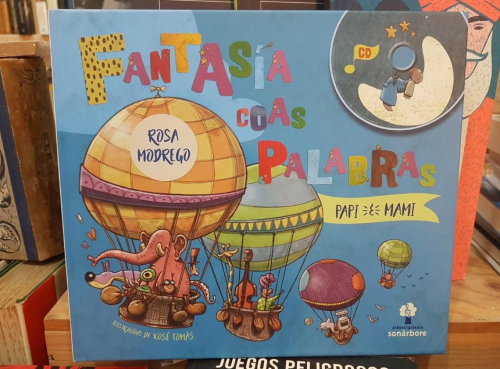 FANTASÍA
COAS
PALABRAS
CD
ROSA
MODREGO
PAPI E MAMI
ILUSTRACIÓNS DE XOSÉ TOMÁS
sonárbore
JUEGOS PELIGROSOS